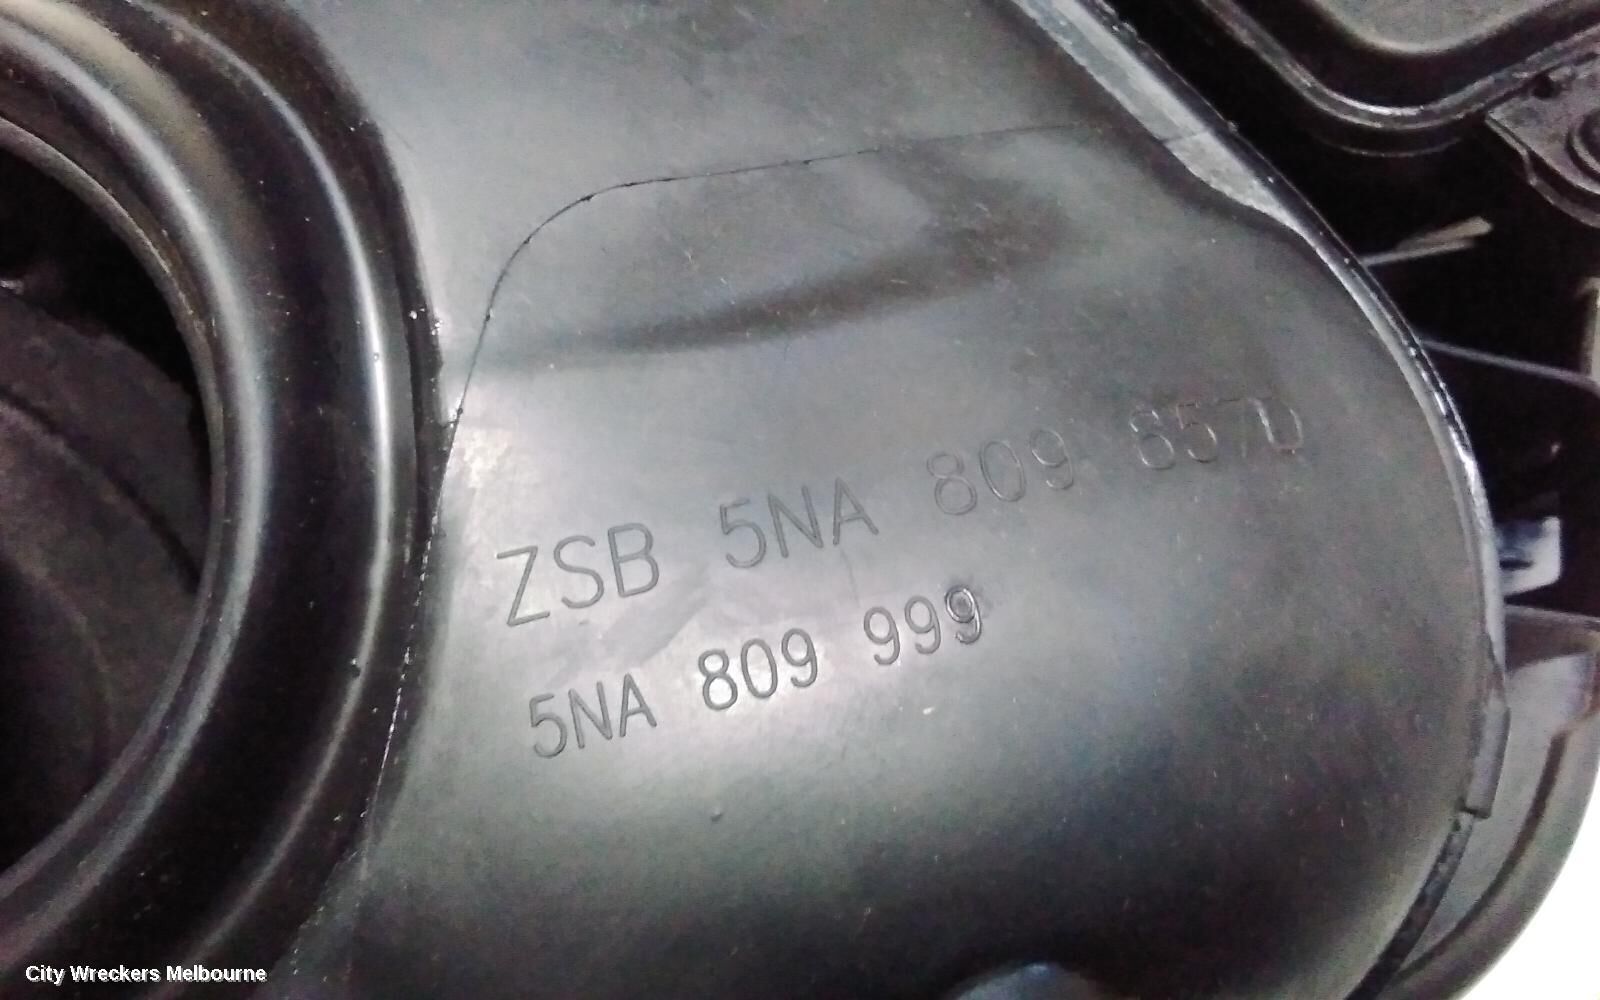 ZSB 5NA 809 857D
5NA 809 999
City Wreckers Melbourne